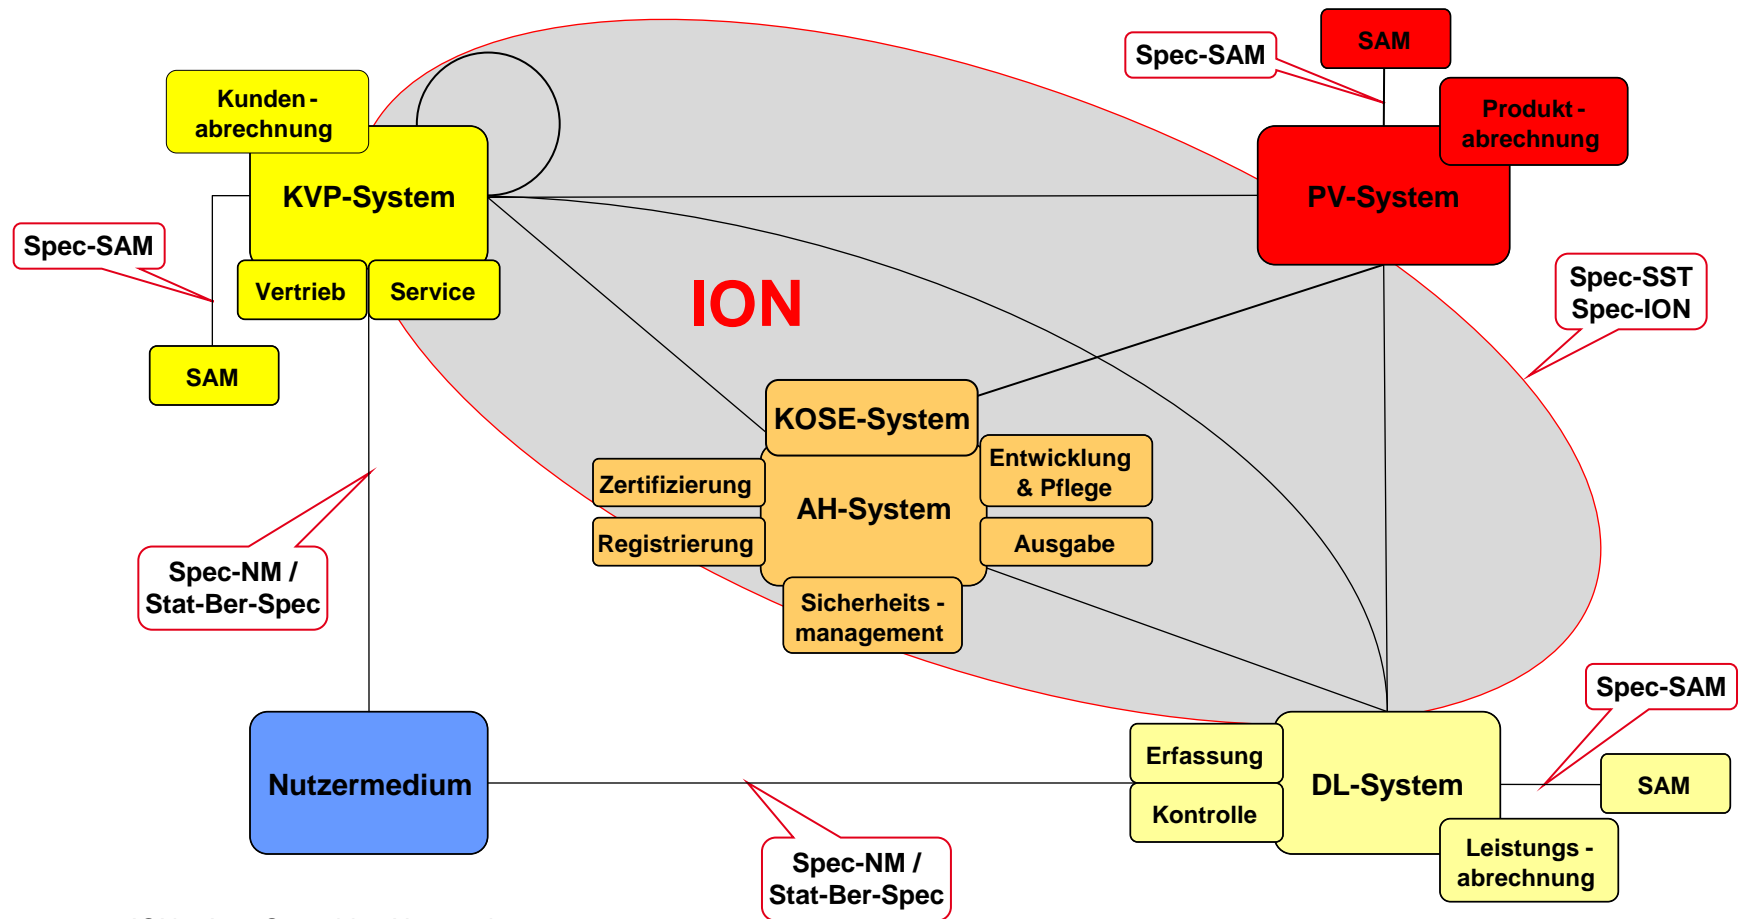 SAM
Spec-SAM
Kunden -
abrechnung
Produkt -
abrechnung
KVP-System
PV-System
Spec-SAM
Vertrieb
Service
ION
Spec-SST
Spec-ION
SAM
KOSE-System
Zertifizierung
Entwicklung
& Pflege
AH-System
Registrierung
Ausgabe
Spec-NM /
Stat-Ber-Spec
Sicherheits -
management
Spec-SAM
Erfassung
Nutzermedium
DL-System
SAM
Kontrolle
Spec-NM /
Stat-Ber-Spec
Leistungs -
abrechnung